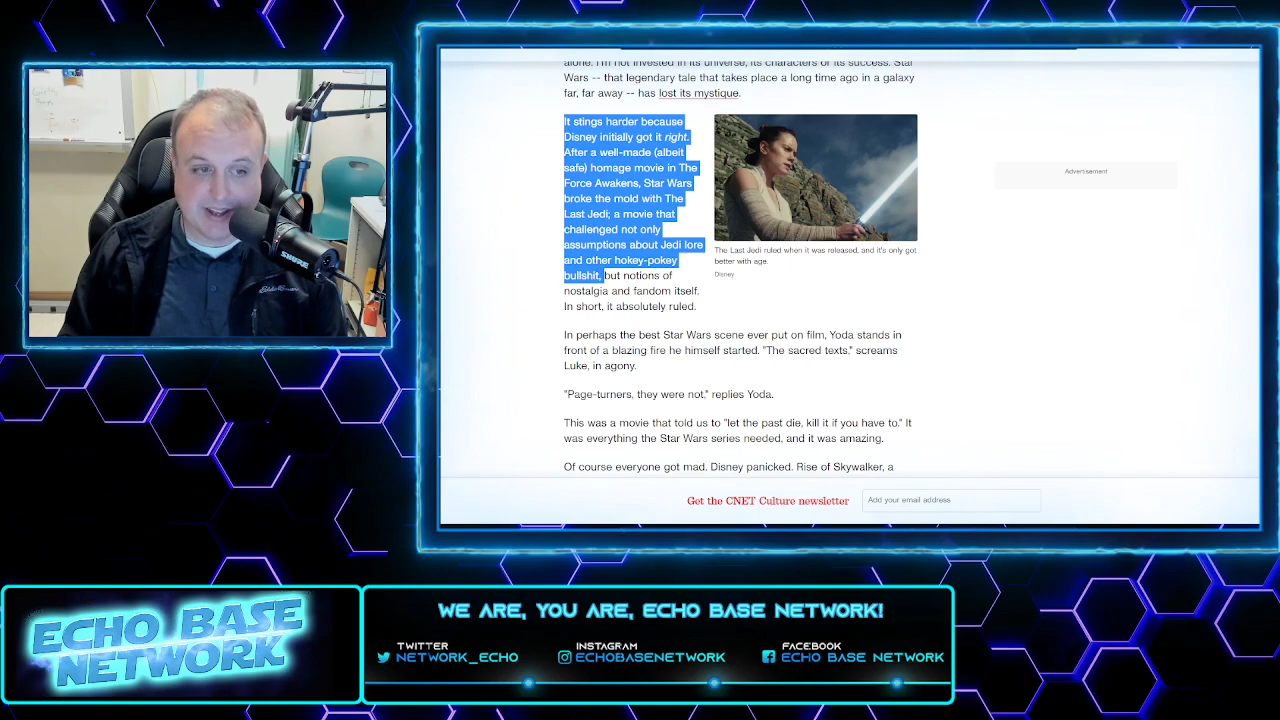 alone. I'm not invested in its universe, its characters or its success. Star
Wars -- that legendary tale that takes place a long time ago in a galaxy
far, far away -- has lost its mystique.
It stings harder because
Disney initially got it right.
After a well-made (albeit
safe) homage movie in The
Force Awakens, Star Wars
broke the mold with The
Last Jedi; a movie that
challenged not only
assumptions about Jedi lore
and other hokey-pokey
bullshit, but notions of
nostalgia and fandom itself.
In short, it absolutely ruled.
The Last Jedi ruled when it was released, and it's only got
better with age.
Disney
Advertisement
In perhaps the best Star Wars scene ever put on film, Yoda stands in
front of a blazing fire he himself started. "The sacred texts," screams
Luke, in agony.
"Page-turners, they were not," replies Yoda.
This was a movie that told us to "let the past die, kill it if you have to." It
was everything the Star Wars series needed, and it was amazing.
Of course everyone got mad. Disney panicked. Rise of Skywalker, a
Get the CNET Culture newsletter
Add your email address
SHURE
Eddie Bauer
ECHO BASE
NETWORK
WE ARE, YOU ARE, ECHO BASE NETWORK!
TWITTER
NETWORK_ECHO
INSTAGRAM
ECHOBASENETWORK
FACEBOOK
ECHO BASE NETWORK